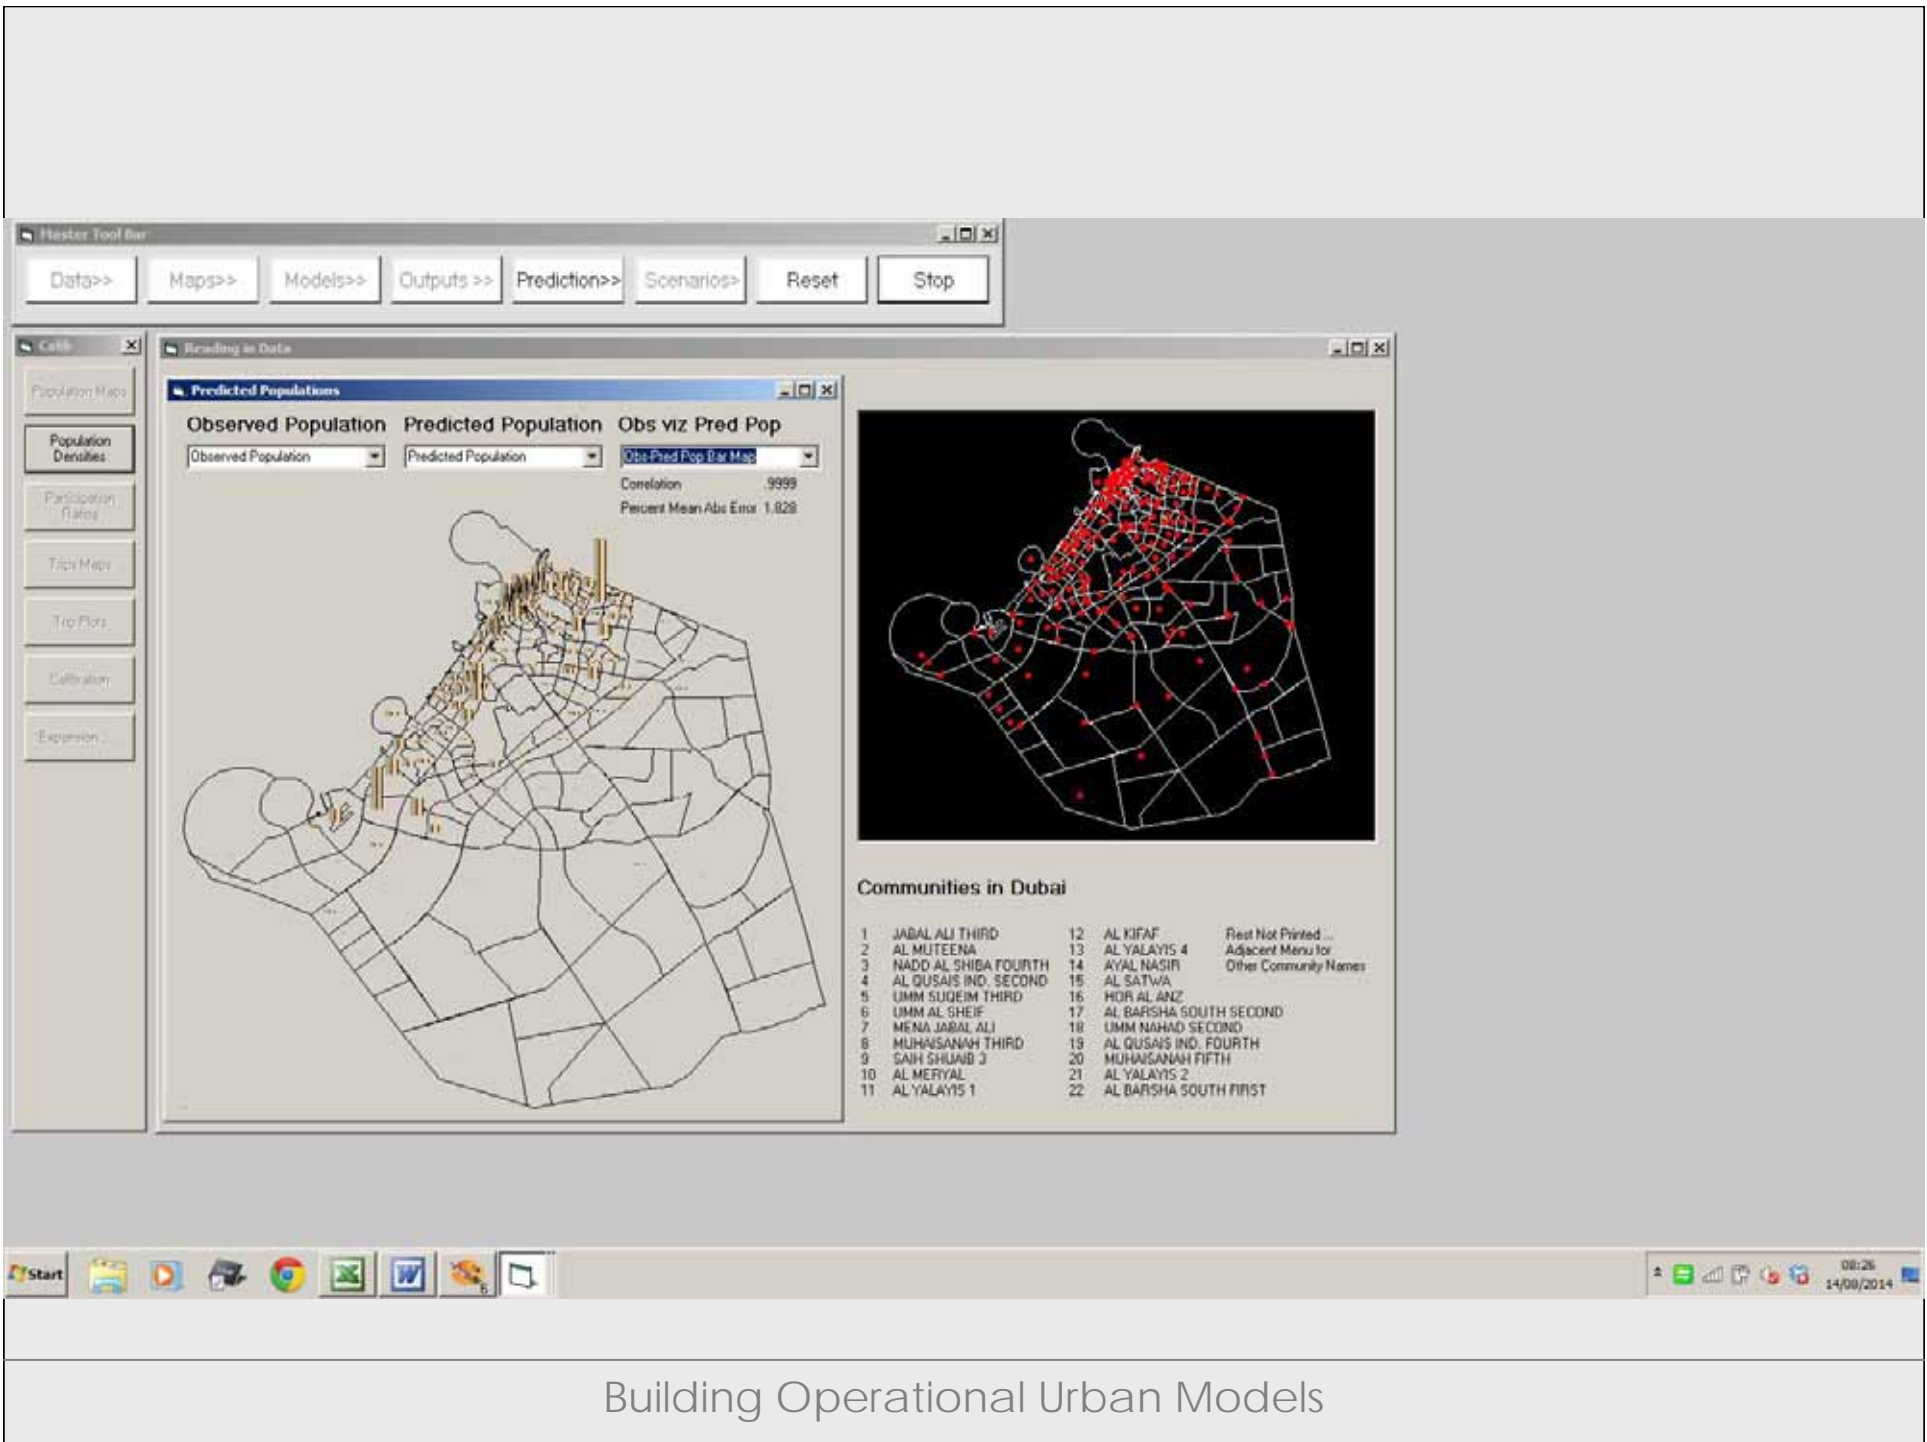 Master Tool Bar
Data>> Maps>> Models>> Outputs >> Prediction>> Scenarios> Reset Stop
Calib
Reading in Data
Population Maps
Population
Densities
Participation
Ratios
Trips Maps
Trip Plots
Calibration
Expansion ...
Predicted Populations
Observed Population Predicted Population Obs viz Pred Pop
Observed Population Predicted Population Obs-Pred Pop Bar Map
Correlation .9999
Percent Mean Abs Error 1.828
Communities in Dubai
1 JABAL ALI THIRD 12 AL KIFAF Rest Not Printed ...
2 AL MUTEENA 13 AL YALAYIS 4 Adjacent Menu for
3 NADD AL SHIBA FOURTH 14 AYAL NASIR Other Community Names
4 AL QUSAIS IND. SECOND 15 AL SATWA
5 UMM SUQEIM THIRD 16 HOR AL ANZ
6 UMM AL SHEIF 17 AL BARSHA SOUTH SECOND
7 MENA JABAL ALI 18 UMM NAHAD SECOND
8 MUHAISANAH THIRD 19 AL QUSAIS IND. FOURTH
9 SAIH SHUAIB 3 20 MUHAISANAH FIFTH
10 AL MERYAL 21 AL YALAYIS 2
11 AL YALAYIS 1 22 AL BARSHA SOUTH FIRST
Start 6 08:26
14/08/2014
Building Operational Urban Models